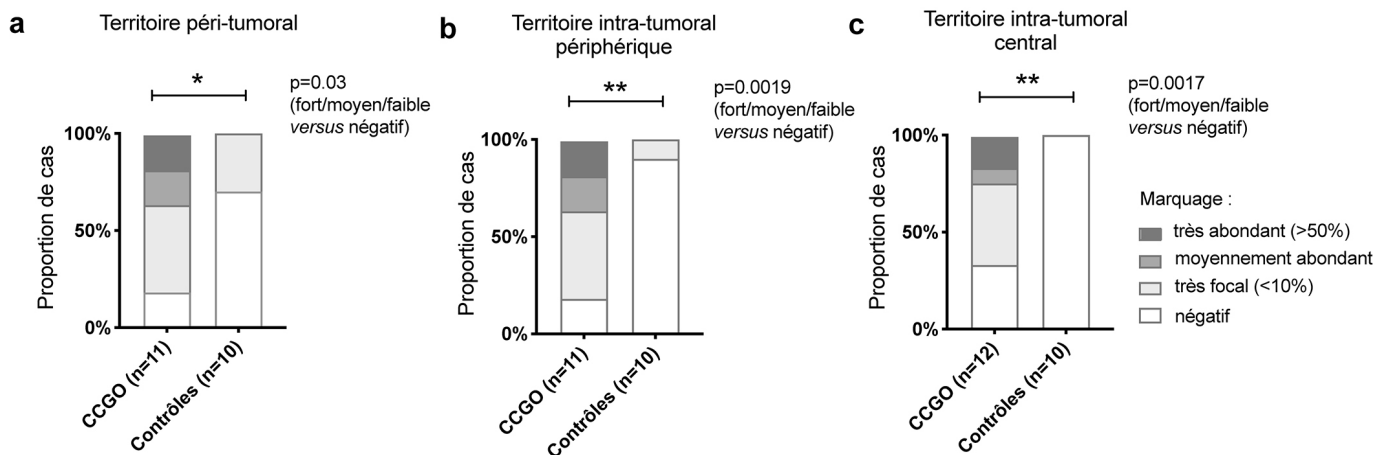 a
Territoire péri-tumoral
*
p=0.03
(fort/moyen/faible
versus négatif)
Proportion de cas
100%
50%
0%
CCGO (n=11)
Contrôles (n=10)
b
Territoire intra-tumoral
périphérique
**
p=0.0019
(fort/moyen/faible
versus négatif)
Proportion de cas
100%
50%
0%
CCGO (n=11)
Contrôles (n=10)
c
Territoire intra-tumoral
central
**
p=0.0017
(fort/moyen/faible
versus négatif)
Proportion de cas
100%
50%
0%
CCGO (n=12)
Contrôles (n=10)
Marquage :
très abondant (>50%)
moyennement abondant
très focal (<10%)
négatif